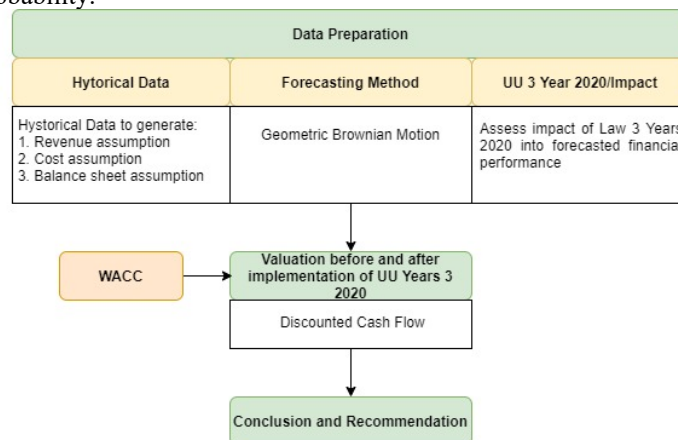 obability.
Data Preparation
Hytorical Data
Forecasting Method
UU 3 Year 2020/Impact
Hystorical Data to generate:
1. Revenue assumption
2. Cost assumption
3. Balance sheet assumption
Geometric Brownian Motion
Assess impact of Law 3 Years
2020 into forecasted financia
performance
WACC
Valuation before and after
implementation of UU Years 3
2020
Discounted Cash Flow
Conclusion and Recommendation